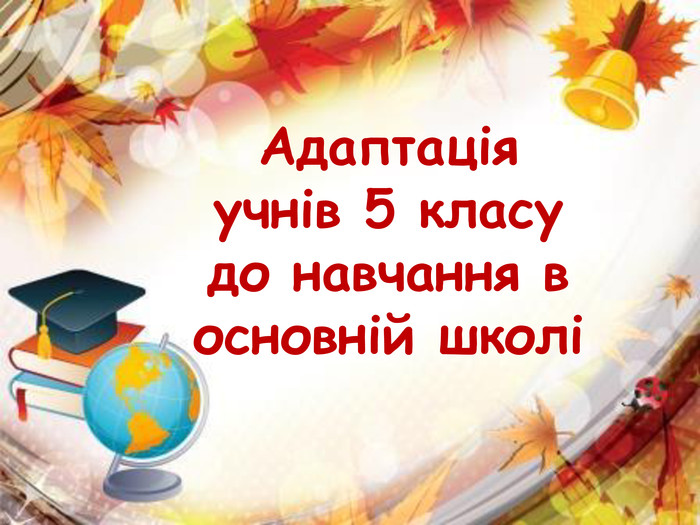 Адаптація
учнів 5 класу
до навчання в
основній школі